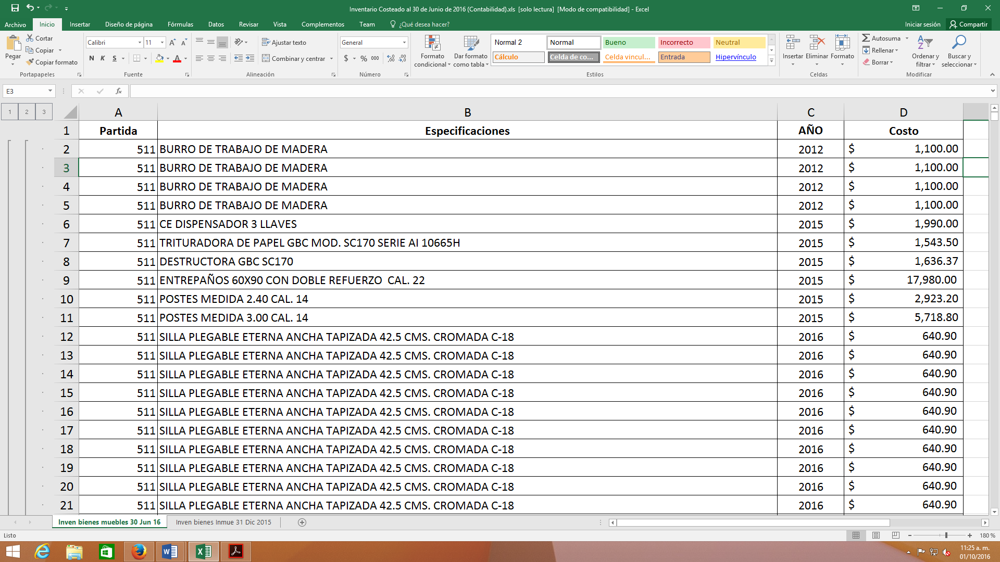 Inventario Costeado al 30 de Junio de 2016 (Contabilidad).xls [solo lectura] [Modo de compatibilidad] - Excel
Archivo Inicio Insertar Diseño de página Fórmulas Datos Revisar Vista Complementos Team ¿Qué desea hacer? Iniciar sesión Compartir
Pegar Cortar Copiar Copiar formato
Calibri 11 A A N K S A
Ajustar texto
Combinar y centrar
General
$ % 000
Formato condicional Dar formato como tabla
Normal 2 Normal Bueno Incorrecto Neutral
Cálculo Celda de co... Celda vincul... Entrada Hipervínculo
Insertar Eliminar Formato
Autosuma
Rellenar
Borrar
Ordenar y filtrar Buscar y seleccionar
Portapapeles Fuente Alineación Número Estilos Celdas Modificar
E3 fx
1 2 3 A B C D
1 Partida Especificaciones AÑO Costo
2 511 BURRO DE TRABAJO DE MADERA 2012 $ 1,100.00
3 511 BURRO DE TRABAJO DE MADERA 2012 $ 1,100.00
4 511 BURRO DE TRABAJO DE MADERA 2012 $ 1,100.00
5 511 BURRO DE TRABAJO DE MADERA 2012 $ 1,100.00
6 511 CE DISPENSADOR 3 LLAVES 2015 $ 1,990.00
7 511 TRITURADORA DE PAPEL GBC MOD. SC170 SERIE AI 10665H 2015 $ 1,543.50
8 511 DESTRUCTORA GBC SC170 2015 $ 1,636.37
9 511 ENTREPAÑOS 60X90 CON DOBLE REFUERZO CAL. 22 2015 $ 17,980.00
10 511 POSTES MEDIDA 2.40 CAL. 14 2015 $ 2,923.20
11 511 POSTES MEDIDA 3.00 CAL. 14 2015 $ 5,718.80
12 511 SILLA PLEGABLE ETERNA ANCHA TAPIZADA 42.5 CMS. CROMADA C-18 2016 $ 640.90
13 511 SILLA PLEGABLE ETERNA ANCHA TAPIZADA 42.5 CMS. CROMADA C-18 2016 $ 640.90
14 511 SILLA PLEGABLE ETERNA ANCHA TAPIZADA 42.5 CMS. CROMADA C-18 2016 $ 640.90
15 511 SILLA PLEGABLE ETERNA ANCHA TAPIZADA 42.5 CMS. CROMADA C-18 2016 $ 640.90
16 511 SILLA PLEGABLE ETERNA ANCHA TAPIZADA 42.5 CMS. CROMADA C-18 2016 $ 640.90
17 511 SILLA PLEGABLE ETERNA ANCHA TAPIZADA 42.5 CMS. CROMADA C-18 2016 $ 640.90
18 511 SILLA PLEGABLE ETERNA ANCHA TAPIZADA 42.5 CMS. CROMADA C-18 2016 $ 640.90
19 511 SILLA PLEGABLE ETERNA ANCHA TAPIZADA 42.5 CMS. CROMADA C-18 2016 $ 640.90
20 511 SILLA PLEGABLE ETERNA ANCHA TAPIZADA 42.5 CMS. CROMADA C-18 2016 $ 640.90
21 511 SILLA PLEGABLE ETERNA ANCHA TAPIZADA 42.5 CMS. CROMADA C-18 2016 $ 640.90
Inven bienes muebles 30 Jun 16 Inven bienes Inmue 31 Dic 2015
Listo 180 %
11:25 a. m.
01/10/2016